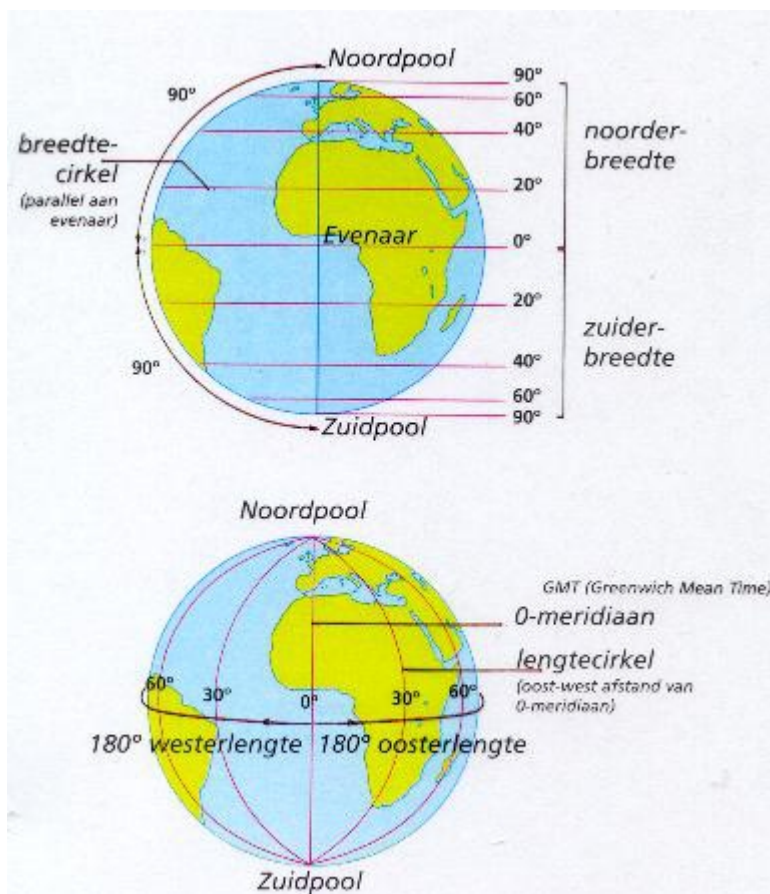 Noordpool
90°
90°
60°
40°
noorder-
breedte
breedte-
cirkel
(parallel aan
evenaar)
20°
Evenaar
0°
20°
zuider-
breedte
40°
90°
60°
90°
Zuidpool
Noordpool
GMT (Greenwich Mean Time)
0-meridiaan
lengtecirkel
(oost-west afstand van
0-meridiaan)
60°
30°
0°
30°
60°
180° westerlengte
180° oosterlengte
Zuidpool